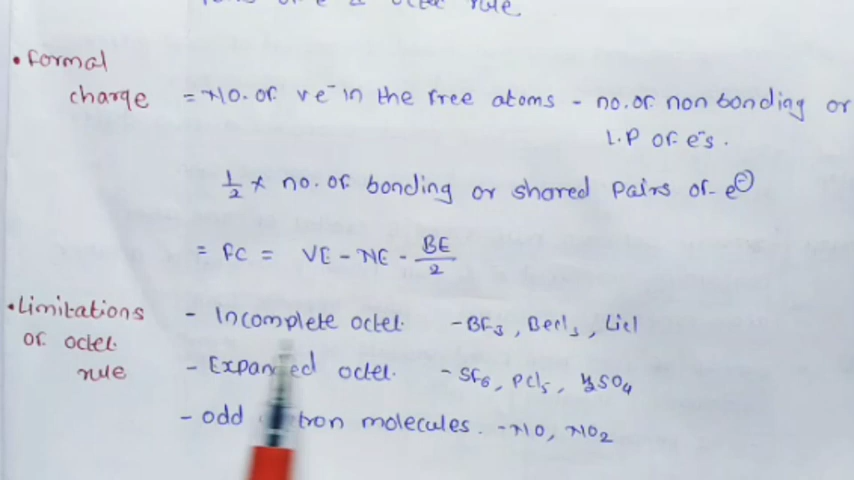 rule.
• Formal
charge = No. of ve⁻ in the free atoms - no. of non bonding or
L.P of e⁻s.
1/2 * no. of bonding or shared pairs of e⊖
= FC = VE - NE - BE/2
• Limitations - Incomplete octet. - BF₃, BeCl₃, LiCl
of octet
rule - Expanded octet. - SF₆, PCl₅, H₂SO₄
- Odd tron molecules. - NO, NO₂